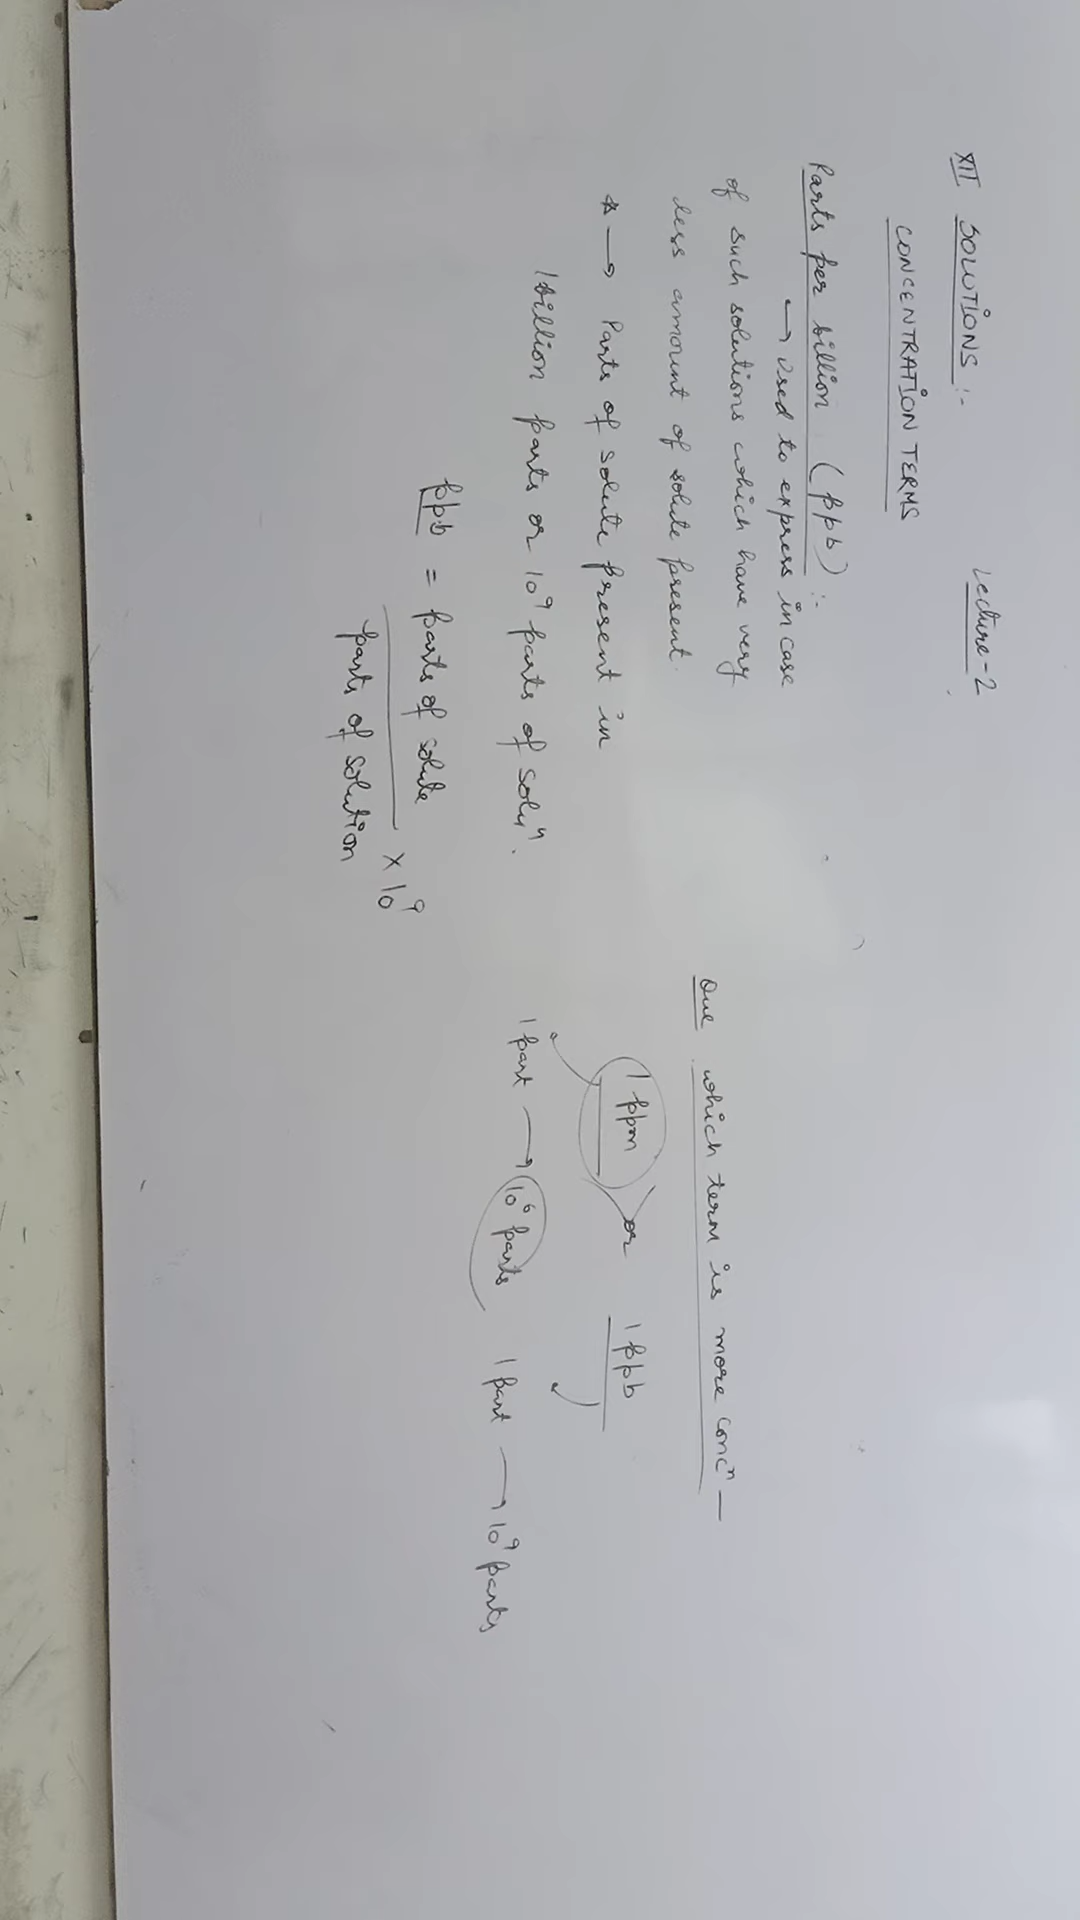 XII SOLUTIONS :-
Lecture-2
CONCENTRATION TERMS
Parts per billion (ppb) :-
→ used to express in case
of such solutions which have very
less amount of solute present.
* → Parts of solute present in
1 billion parts or 10⁹ parts of soluⁿ.
ppb = parts of solute
× 10⁹
parts of solution
Que which term is more concⁿ –
1 ppm > or 1 ppb
1 part → 10⁶ parts 1 part → 10⁹ parts